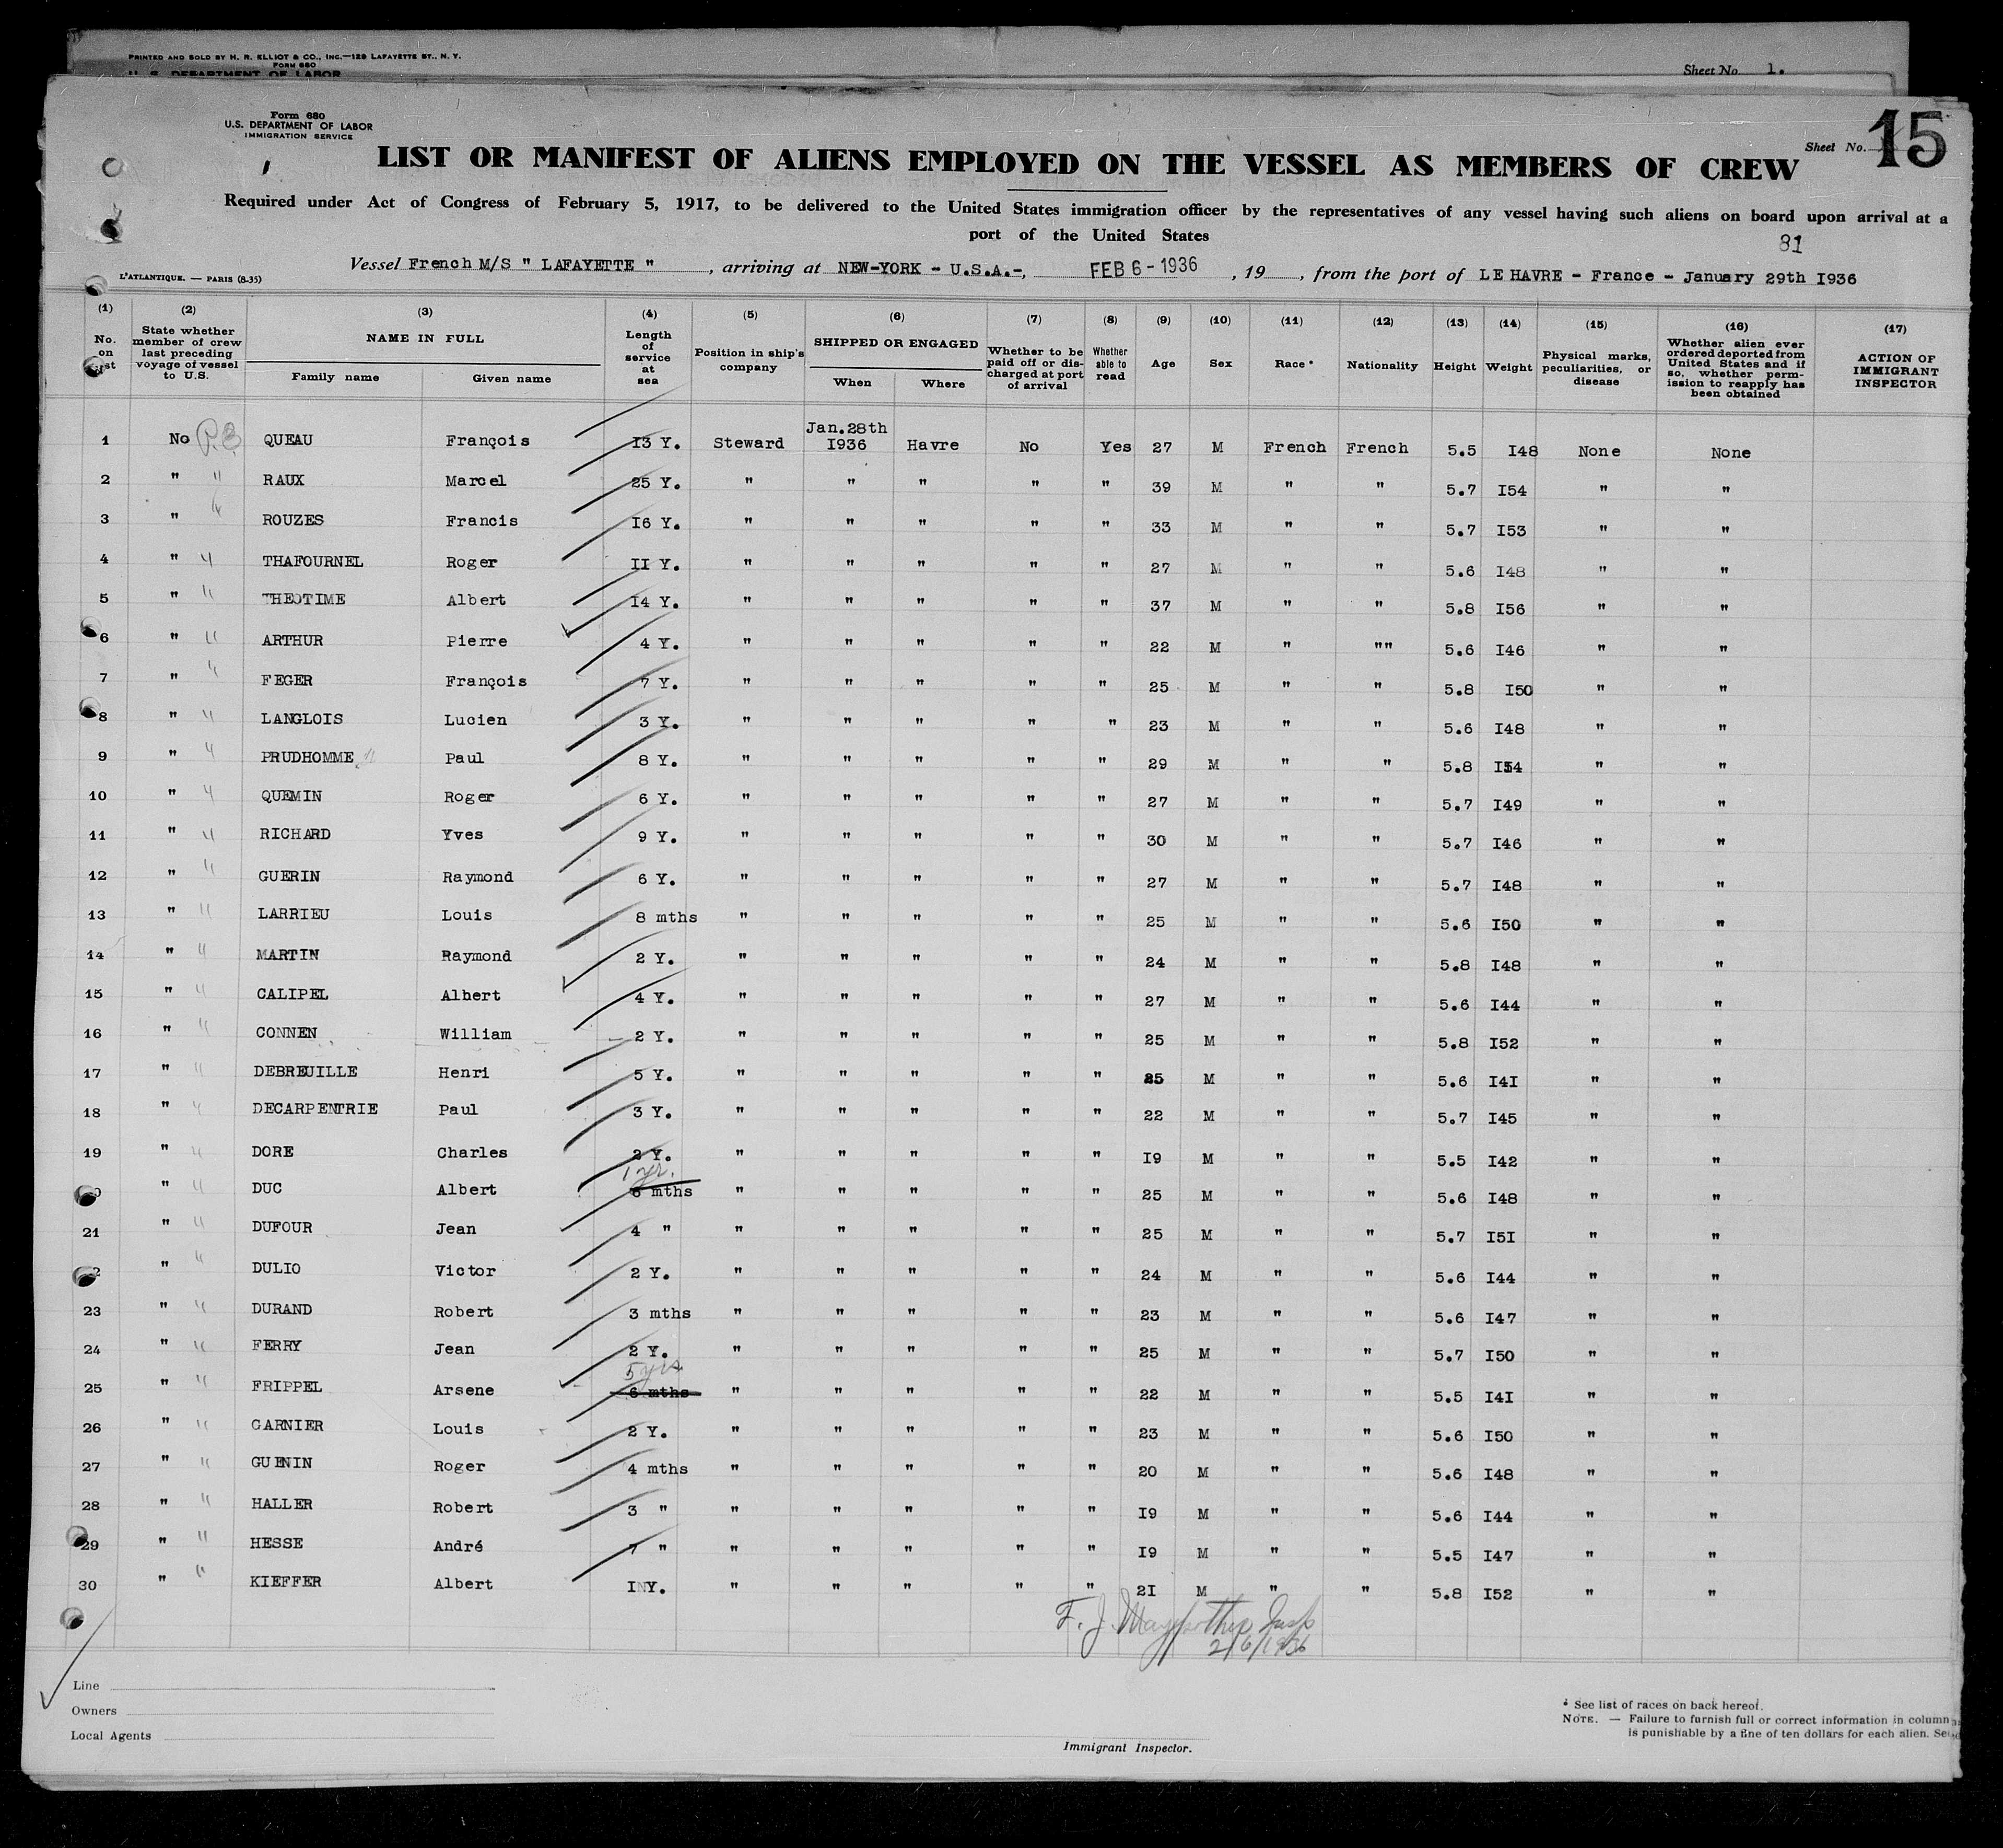 PRINTED AND SOLD BY H. R. ELLIOT & CO., INC.—129 LAFAYETTE ST., N. Y.
FORM 680
U. S. DEPARTMENT OF LABOR
Sheet No. 1.
Form 680
U.S. DEPARTMENT OF LABOR
IMMIGRATION SERVICE
Sheet No. 15
LIST OR MANIFEST OF ALIENS EMPLOYED ON THE VESSEL AS MEMBERS OF CREW
Required under Act of Congress of February 5, 1917, to be delivered to the United States immigration officer by the representatives of any vessel having such aliens on board upon arrival at a
port of the United States
81
L'ATLANTIQUE. — PARIS (8-35)
Vessel French M/S " LAFAYETTE " , arriving at NEW-YORK - U.S.A.-, FEB 6 - 1936 , 19 , from the port of LE HAVRE - France - January 29th I936
(1) No. on list (2) State whether member of crew last preceding voyage of vessel to U.S. (3) NAME IN FULL Family name Given name (4) Length of service at sea (5) Position in ship's company (6) SHIPPED OR ENGAGED When Where (7) Whether to be paid off or discharged at port of arrival (8) Whether able to read (9) Age (10) Sex (11) Race * (12) Nationality (13) Height (14) Weight (15) Physical marks, peculiarities, or disease (16) Whether alien ever ordered deported from United States and if so, whether permission to reapply has been obtained (17) ACTION OF IMMIGRANT INSPECTOR
1 No QUEAU François I3 Y. Steward Jan.28th I936 Havre No Yes 27 M French French 5.5 I48 None None
2 " " RAUX Marcel 25 Y. " " " " " 39 M " " 5.7 I54 " "
3 " " ROUZES Francis I6 Y. " " " " " 33 M " " 5.7 I53 " "
4 " " THAFOURNEL Roger II Y. " " " " " 27 M " " 5.6 I48 " "
5 " " THEOTIME Albert I4 Y. " " " " " 37 M " " 5.8 I56 " "
6 " " ARTHUR Pierre 4 Y. " " " " " 22 M " "" 5.6 I46 " "
7 " " FEGER François 7 Y. " " " " " 25 M " " 5.8 I50 " "
8 " " LANGLOIS Lucien 3 Y. " " " " " 23 M " " 5.6 I48 " "
9 " " PRUDHOMME Paul 8 Y. " " " " " 29 M " " 5.8 I54 " "
10 " " QUEMIN Roger 6 Y. " " " " " 27 M " " 5.7 I49 " "
11 " " RICHARD Yves 9 Y. " " " " " 30 M " " 5.7 I46 " "
12 " " GUERIN Raymond 6 Y. " " " " " 27 M " " 5.7 I48 " "
13 " " LARRIEU Louis 8 mths " " " " " 25 M " " 5.6 I50 " "
14 " " MARTIN Raymond 2 Y. " " " " " 24 M " " 5.8 I48 " "
15 " " CALIPEL Albert 4 Y. " " " " " 27 M " " 5.6 I44 " "
16 " " CONNEN William 2 Y. " " " " " 25 M " " 5.8 I52 " "
17 " " DEBREUILLE Henri 5 Y. " " " " " 25 M " " 5.6 I4I " "
18 " " DECARPENTRIE Paul 3 Y. " " " " " 22 M " " 5.7 I45 " "
19 " " DORE Charles 2 Y. " " " " " I9 M " " 5.5 I42 " "
20 " " DUC Albert 1 yr. mths " " " " " 25 M " " 5.6 I48 " "
21 " " DUFOUR Jean 4 " " " " " " 25 M " " 5.7 I5I " "
22 " " DULIO Victor 2 Y. " " " " " 24 M " " 5.6 I44 " "
23 " " DURAND Robert 3 mths " " " " " 23 M " " 5.6 I47 " "
24 " " FERRY Jean 2 Y. " " " " " 25 M " " 5.7 I50 " "
25 " " FRIPPEL Arsene 5 yrs 6 mths " " " " " 22 M " " 5.5 I4I " "
26 " " GARNIER Louis 2 Y. " " " " " 23 M " " 5.6 I50 " "
27 " " GUENIN Roger 4 mths " " " " " 20 M " " 5.6 I48 " "
28 " " HALLER Robert 3 " " " " " " I9 M " " 5.6 I44 " "
29 " " HESSE André 7 " " " " " " I9 M " " 5.5 I47 " "
30 " " KIEFFER Albert I Y. " " " " " 2I M " " 5.8 I52 " "
F. J. Insp
2/6/1936
Line
Owners
Local Agents
Immigrant Inspector.
* See list of races on back hereof.
NOTE. — Failure to furnish full or correct information in column
is punishable by a fine of ten dollars for each alien.